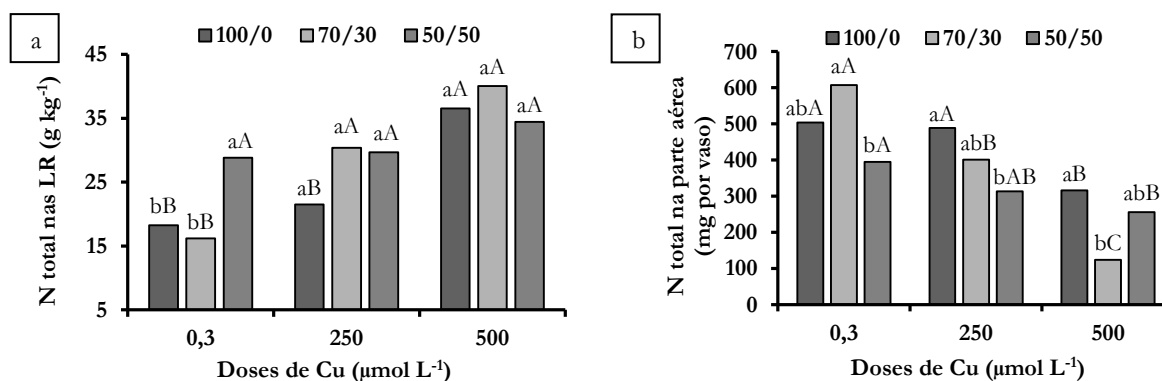 a
100/0 70/30 50/50
N total nas LR (g kg-1)
45
35
25
15
5
bB bB aA
aB aA aA
aA aA aA
0,3 250 500
Doses de Cu (µmol L-1)
b
100/0 70/30 50/50
N total na parte aérea
(mg por vaso)
700
600
500
400
300
200
100
0
abA aA bA
aA abB bAB
aB bC abB
0,3 250 500
Doses de Cu (µmol L-1)